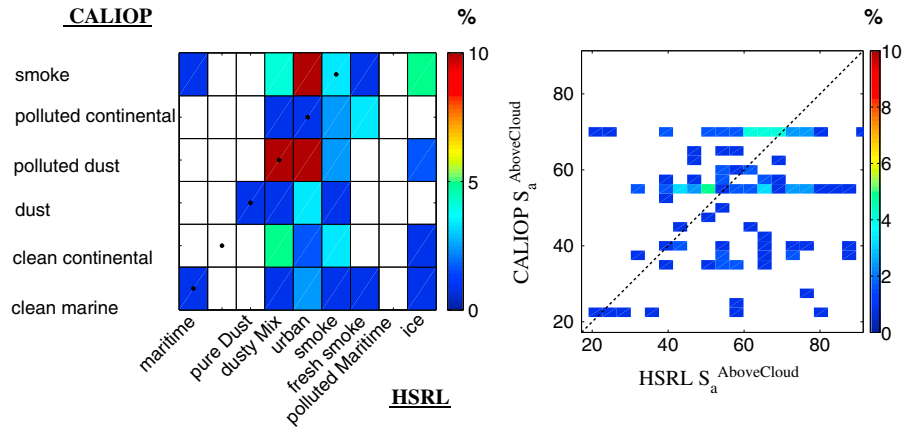 CALIOP
%
smoke
polluted continental
polluted dust
dust
clean continental
clean marine
10
5
0
maritime
pure Dust
dusty Mix
urban
smoke
fresh smoke
polluted Maritime
ice
HSRL
%
80
60
40
20
20 40 60 80
10
8
6
4
2
0
CALIOP S_a^AboveCloud
HSRL S_a^AboveCloud